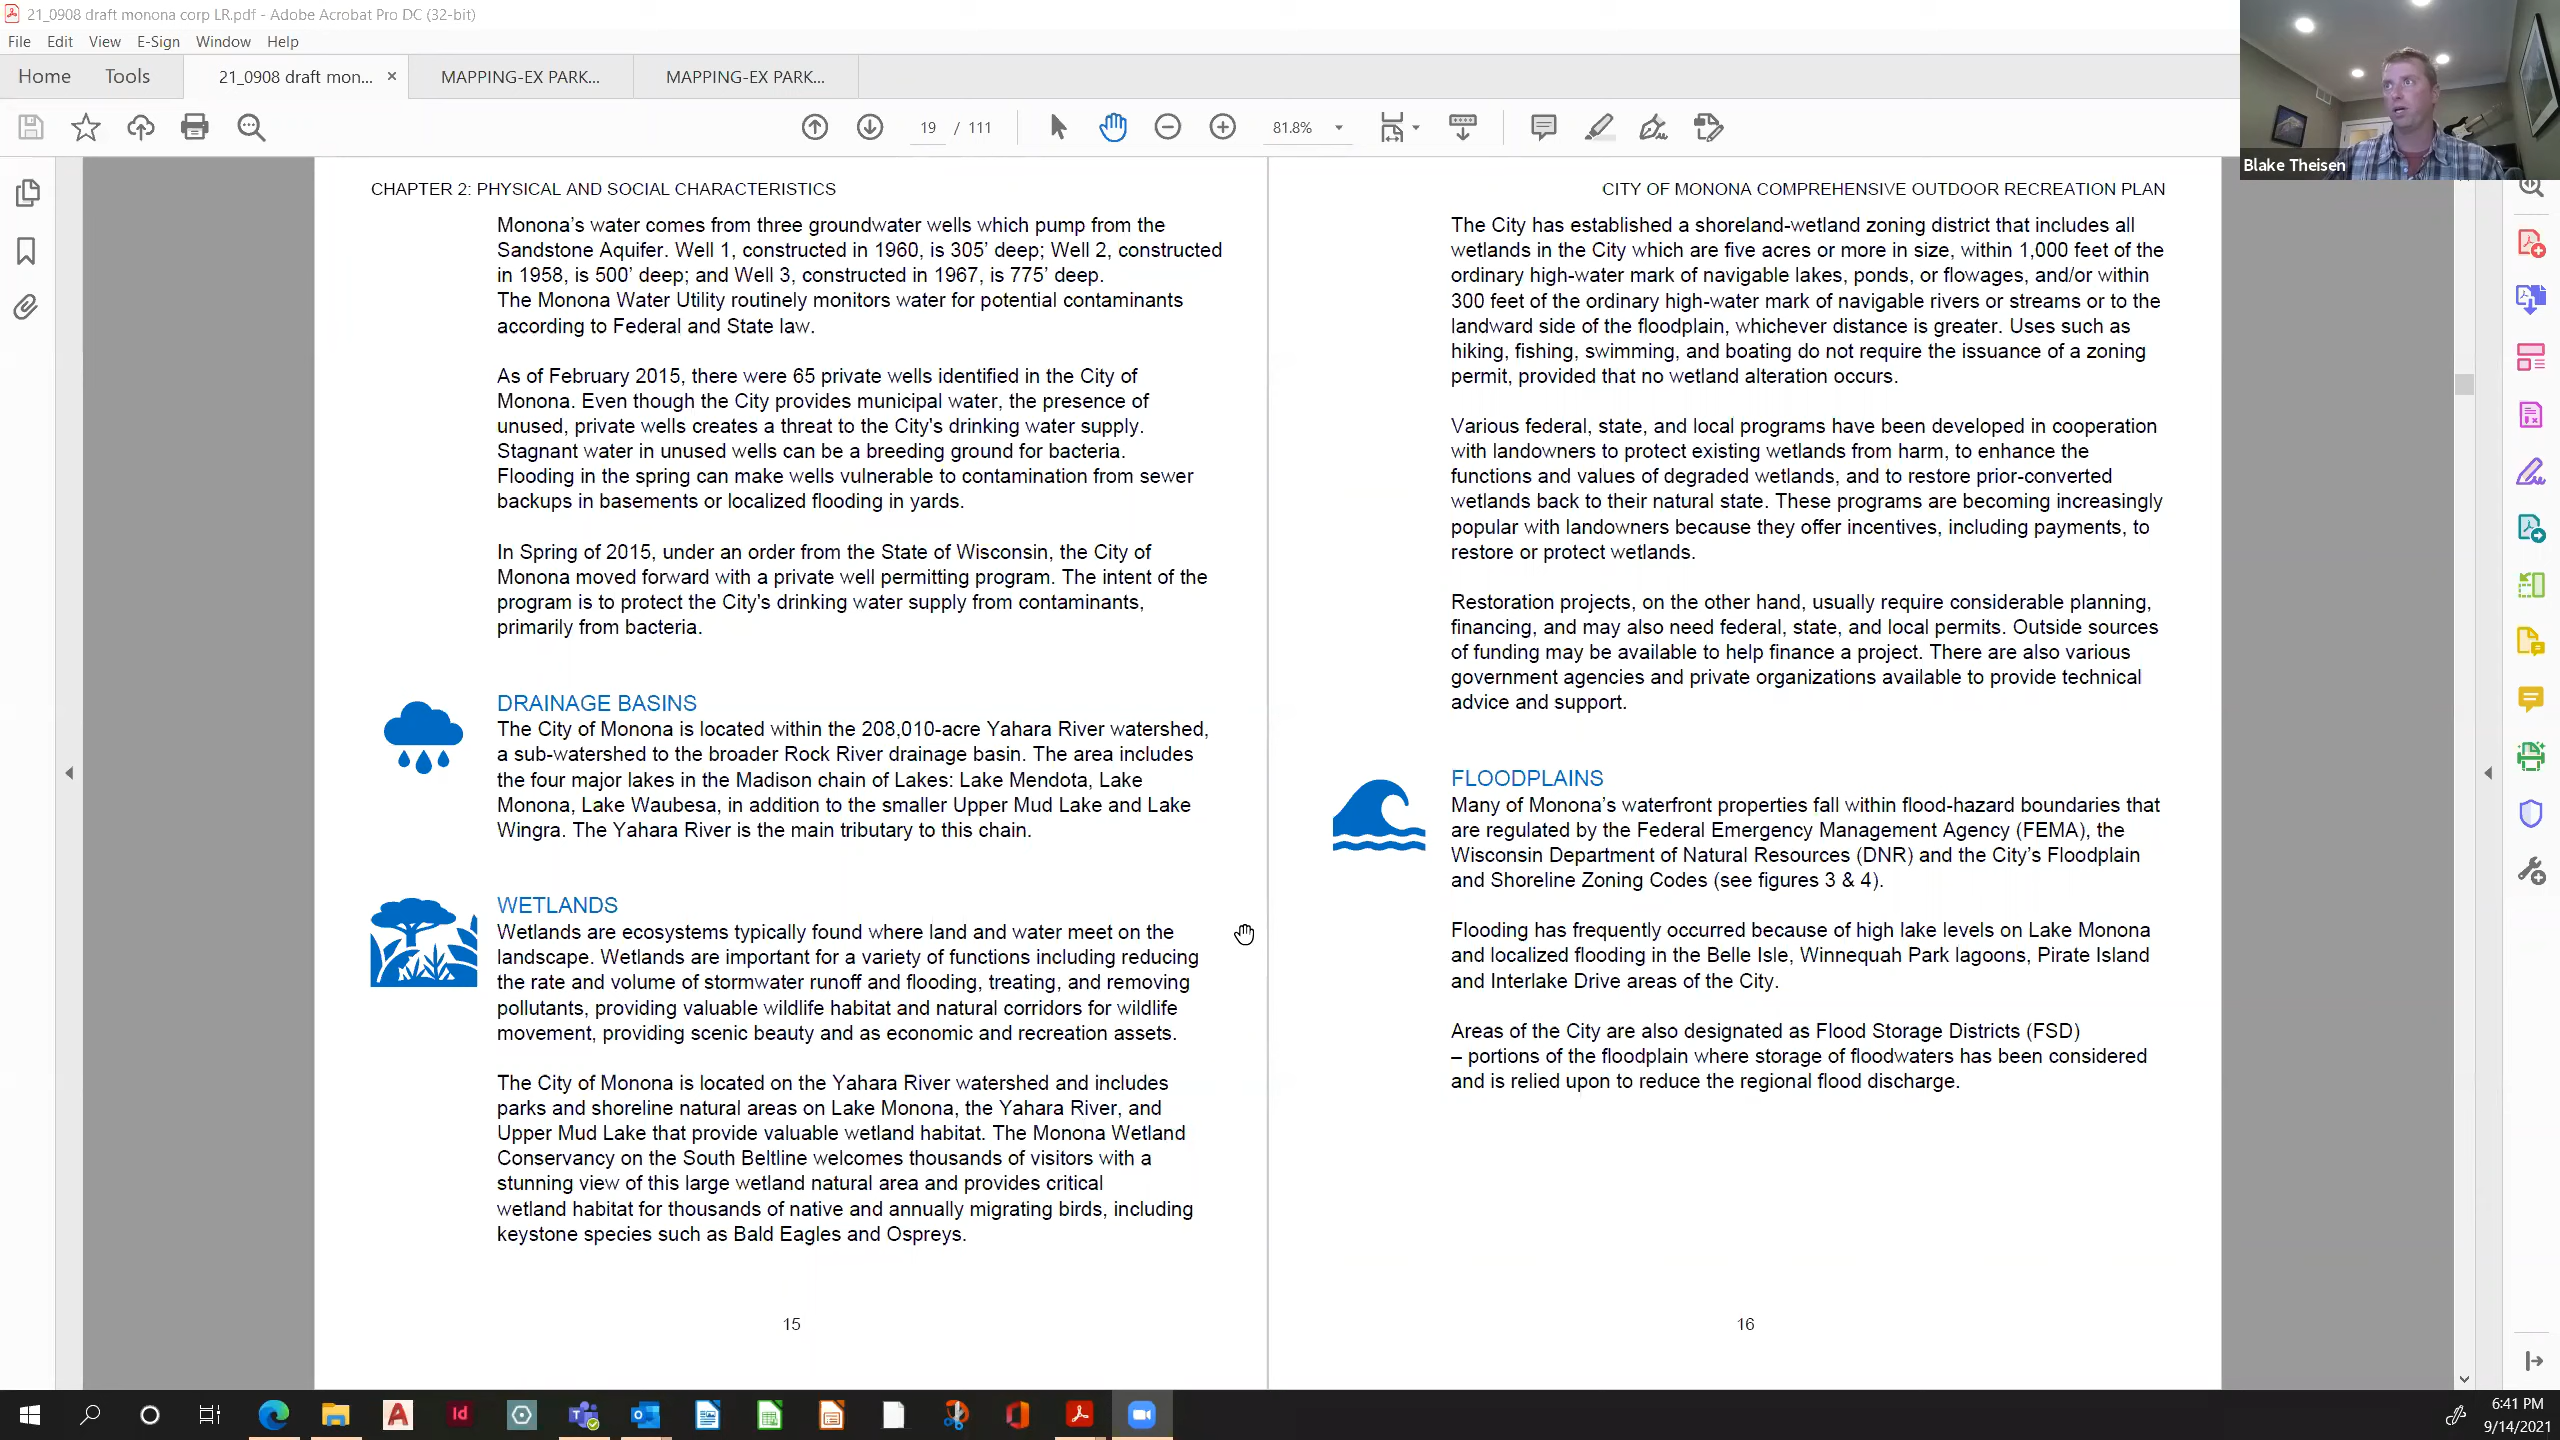 21_0908 draft monona corp LR.pdf - Adobe Acrobat Pro DC (32-bit)
File Edit View E-Sign Window Help
Home Tools 21_0908 draft mon... × MAPPING-EX PARK... MAPPING-EX PARK...
19 / 111 81.8%
Blake Theisen
CHAPTER 2: PHYSICAL AND SOCIAL CHARACTERISTICS
Monona's water comes from three groundwater wells which pump from the
Sandstone Aquifer. Well 1, constructed in 1960, is 305' deep; Well 2, constructed
in 1958, is 500' deep; and Well 3, constructed in 1967, is 775' deep.
The Monona Water Utility routinely monitors water for potential contaminants
according to Federal and State law.
As of February 2015, there were 65 private wells identified in the City of
Monona. Even though the City provides municipal water, the presence of
unused, private wells creates a threat to the City's drinking water supply.
Stagnant water in unused wells can be a breeding ground for bacteria.
Flooding in the spring can make wells vulnerable to contamination from sewer
backups in basements or localized flooding in yards.
In Spring of 2015, under an order from the State of Wisconsin, the City of
Monona moved forward with a private well permitting program. The intent of the
program is to protect the City's drinking water supply from contaminants,
primarily from bacteria.
DRAINAGE BASINS
The City of Monona is located within the 208,010-acre Yahara River watershed,
a sub-watershed to the broader Rock River drainage basin. The area includes
the four major lakes in the Madison chain of Lakes: Lake Mendota, Lake
Monona, Lake Waubesa, in addition to the smaller Upper Mud Lake and Lake
Wingra. The Yahara River is the main tributary to this chain.
WETLANDS
Wetlands are ecosystems typically found where land and water meet on the
landscape. Wetlands are important for a variety of functions including reducing
the rate and volume of stormwater runoff and flooding, treating, and removing
pollutants, providing valuable wildlife habitat and natural corridors for wildlife
movement, providing scenic beauty and as economic and recreation assets.
The City of Monona is located on the Yahara River watershed and includes
parks and shoreline natural areas on Lake Monona, the Yahara River, and
Upper Mud Lake that provide valuable wetland habitat. The Monona Wetland
Conservancy on the South Beltline welcomes thousands of visitors with a
stunning view of this large wetland natural area and provides critical
wetland habitat for thousands of native and annually migrating birds, including
keystone species such as Bald Eagles and Ospreys.
15
CITY OF MONONA COMPREHENSIVE OUTDOOR RECREATION PLAN
The City has established a shoreland-wetland zoning district that includes all
wetlands in the City which are five acres or more in size, within 1,000 feet of the
ordinary high-water mark of navigable lakes, ponds, or flowages, and/or within
300 feet of the ordinary high-water mark of navigable rivers or streams or to the
landward side of the floodplain, whichever distance is greater. Uses such as
hiking, fishing, swimming, and boating do not require the issuance of a zoning
permit, provided that no wetland alteration occurs.
Various federal, state, and local programs have been developed in cooperation
with landowners to protect existing wetlands from harm, to enhance the
functions and values of degraded wetlands, and to restore prior-converted
wetlands back to their natural state. These programs are becoming increasingly
popular with landowners because they offer incentives, including payments, to
restore or protect wetlands.
Restoration projects, on the other hand, usually require considerable planning,
financing, and may also need federal, state, and local permits. Outside sources
of funding may be available to help finance a project. There are also various
government agencies and private organizations available to provide technical
advice and support.
FLOODPLAINS
Many of Monona's waterfront properties fall within flood-hazard boundaries that
are regulated by the Federal Emergency Management Agency (FEMA), the
Wisconsin Department of Natural Resources (DNR) and the City's Floodplain
and Shoreline Zoning Codes (see figures 3 & 4).
Flooding has frequently occurred because of high lake levels on Lake Monona
and localized flooding in the Belle Isle, Winnequah Park lagoons, Pirate Island
and Interlake Drive areas of the City.
Areas of the City are also designated as Flood Storage Districts (FSD)
– portions of the floodplain where storage of floodwaters has been considered
and is relied upon to reduce the regional flood discharge.
16
6:41 PM
9/14/2021